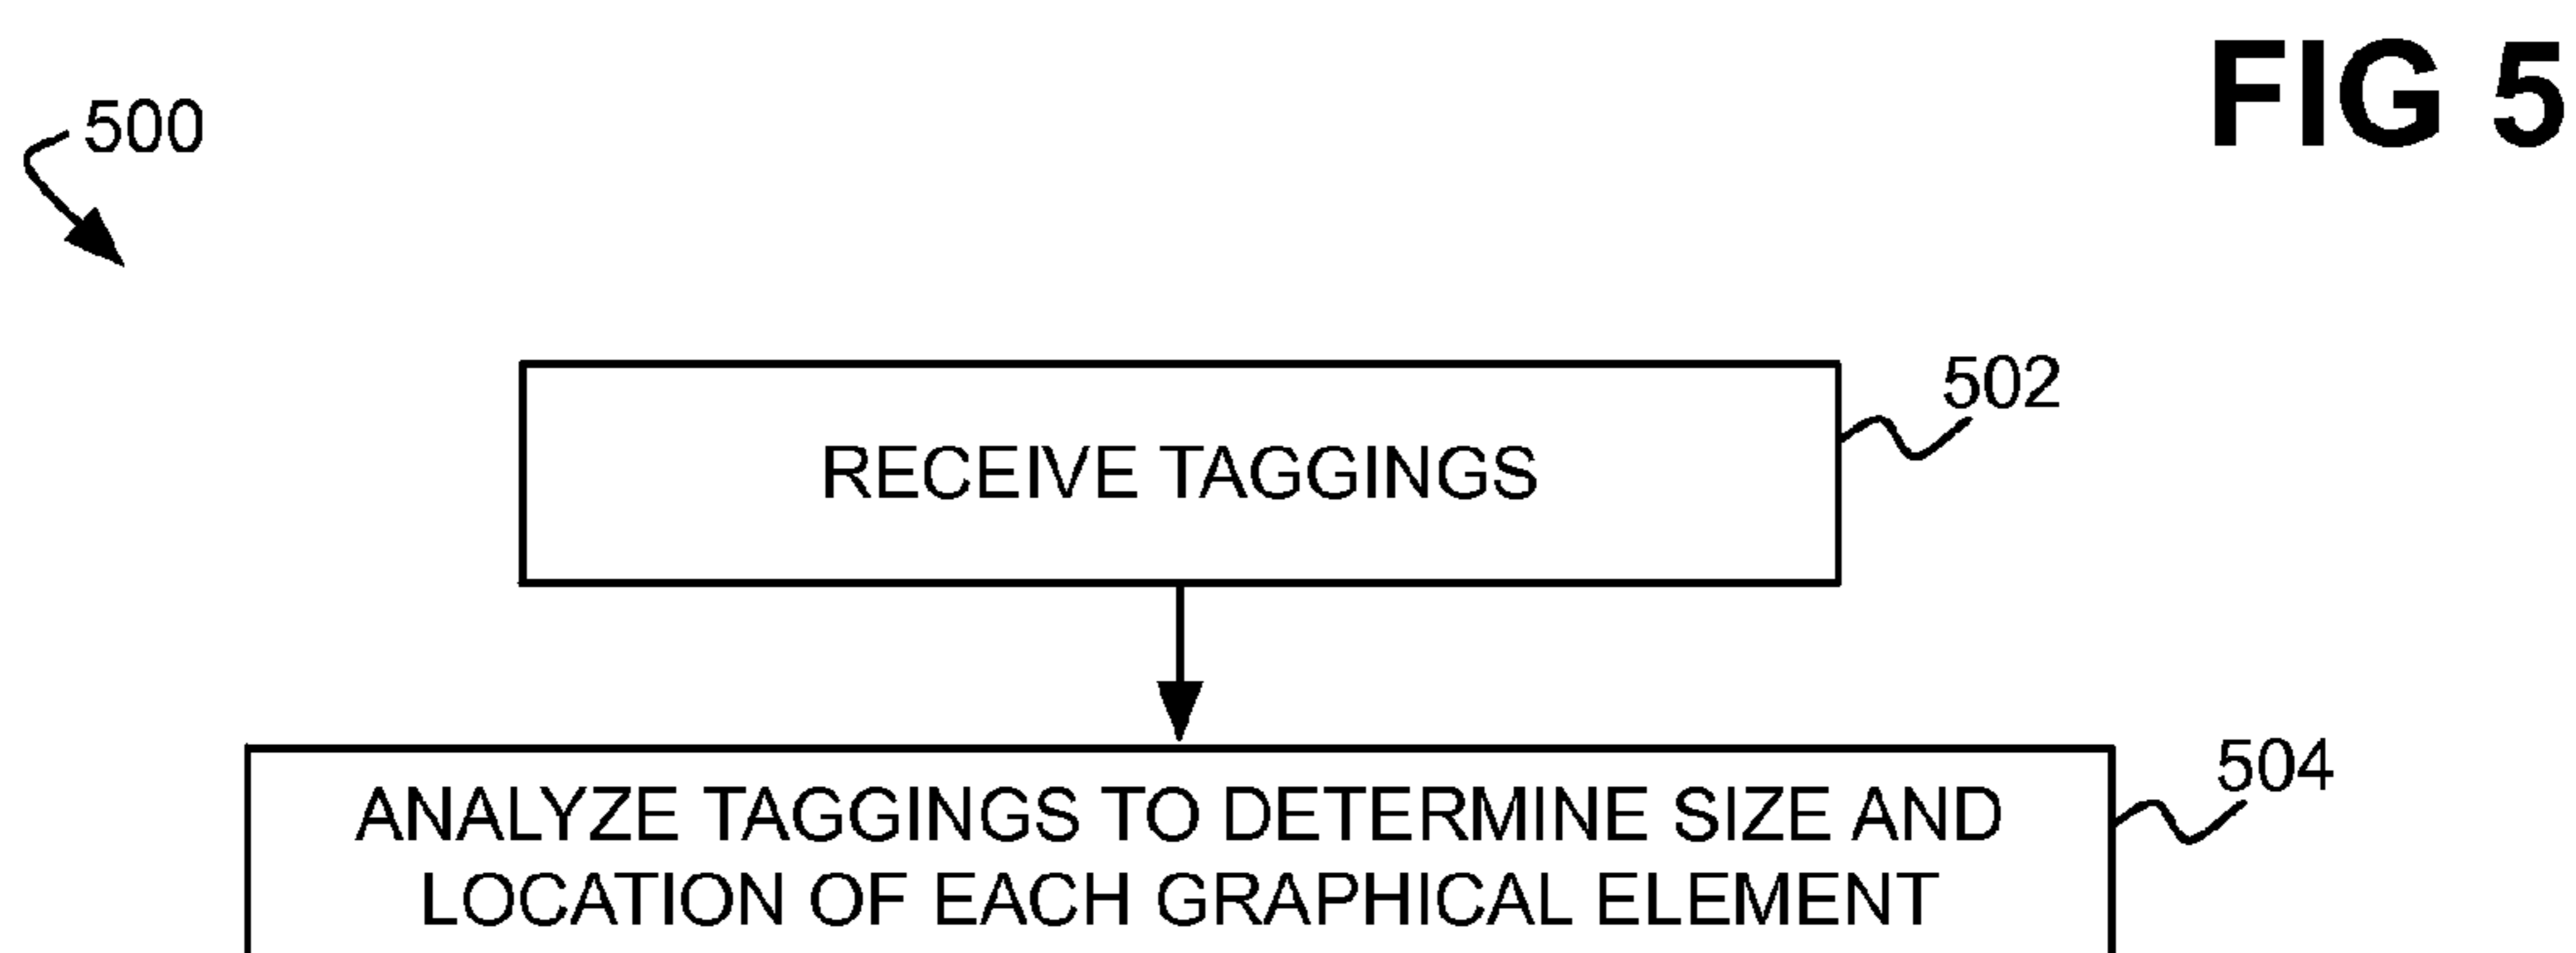 FIG 5
500
502
RECEIVE TAGGINGS
504
ANALYZE TAGGINGS TO DETERMINE SIZE AND
LOCATION OF EACH GRAPHICAL ELEMENT